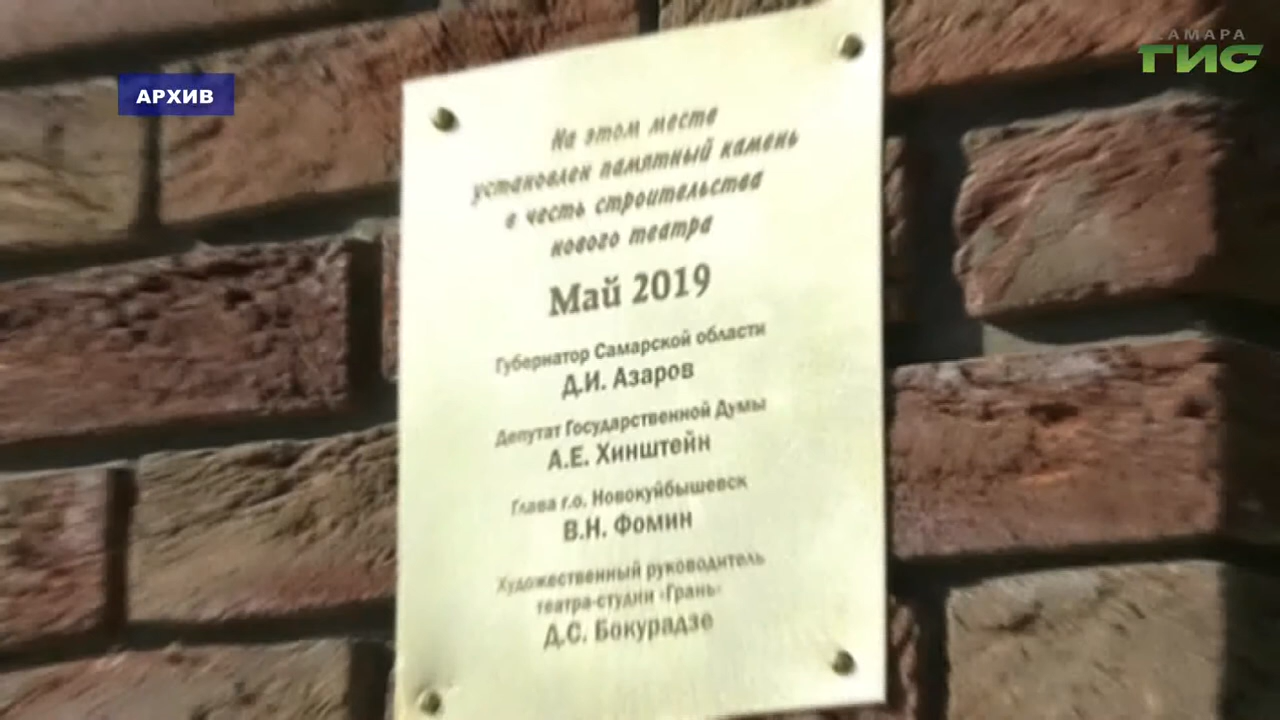 САМАРА
ГИС
АРХИВ
На этом месте
установлен памятный камень
в честь строительства
нового театра
Май 2019
Губернатор Самарской области
Д.И. Азаров
Депутат Государственной Думы
А.Е. Хинштейн
Глава г.о. Новокуйбышевск
В.Н. Фомин
Художественный руководитель
театра-студии «Грань»
Д.С. Бокурадзе